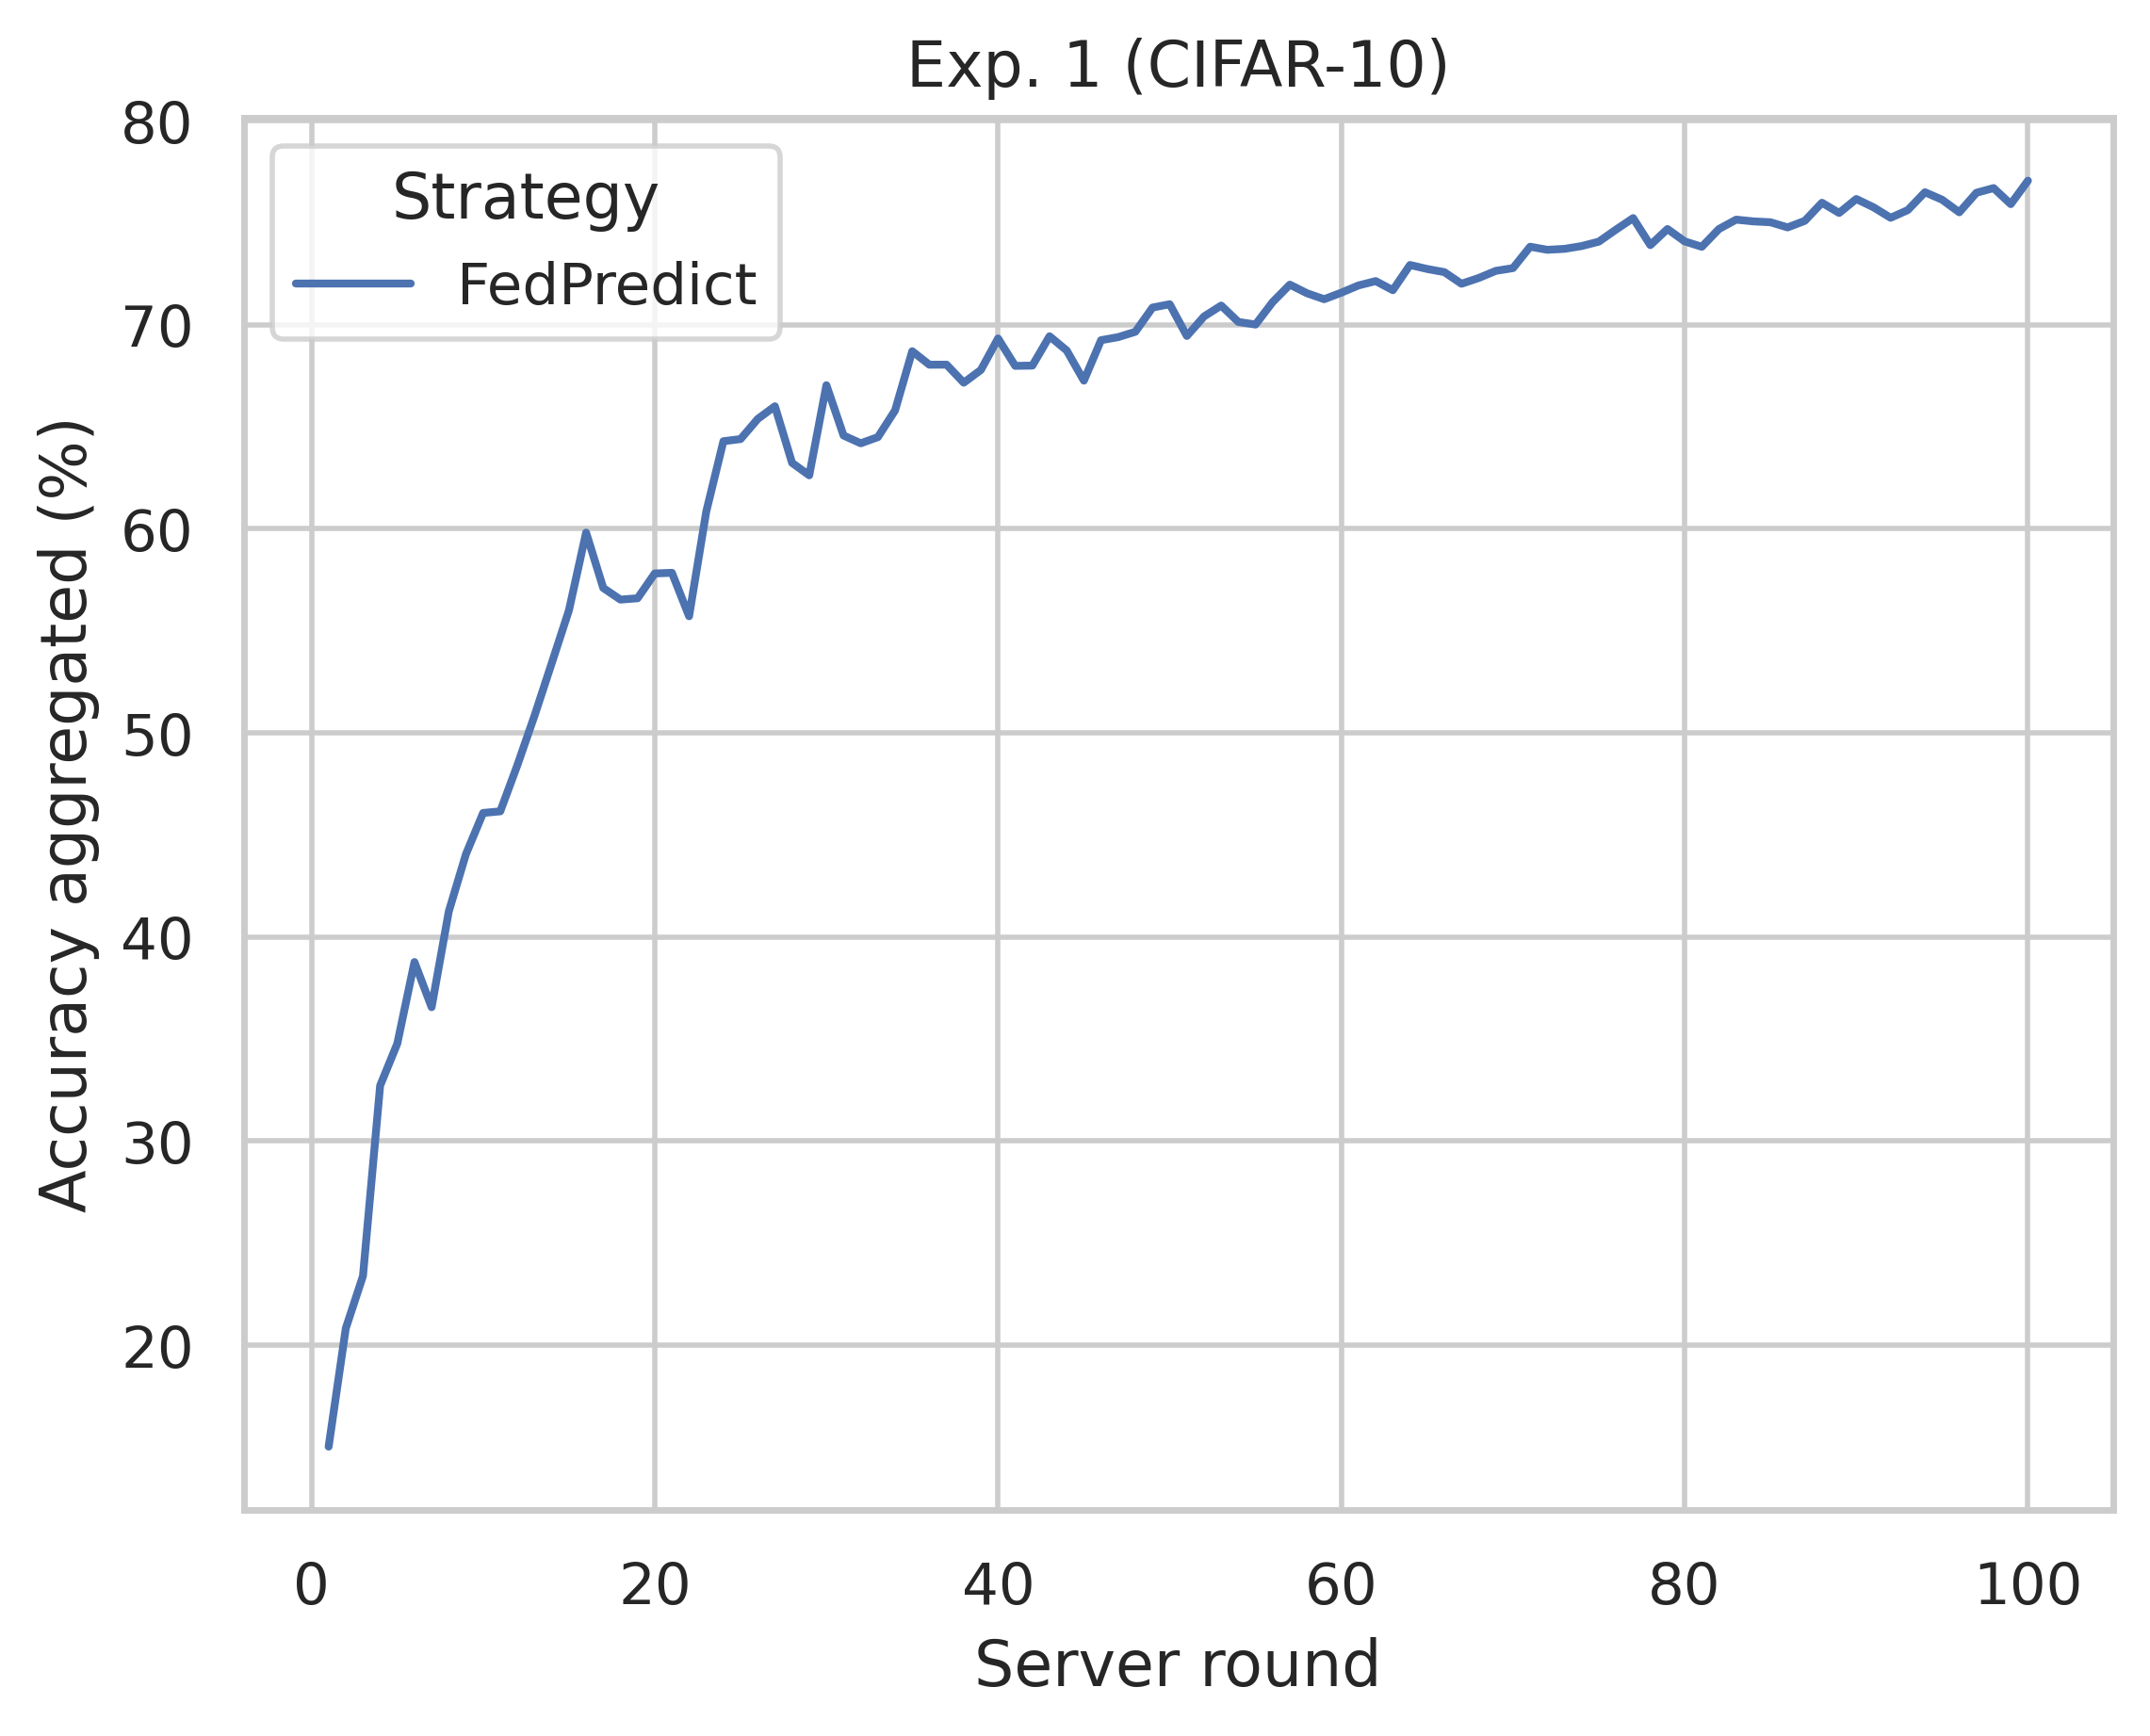 Exp. 1 (CIFAR-10)
80
70
60
50
40
30
20
Accuracy aggregated (%)
Strategy
FedPredict
0 20 40 60 80 100
Server round